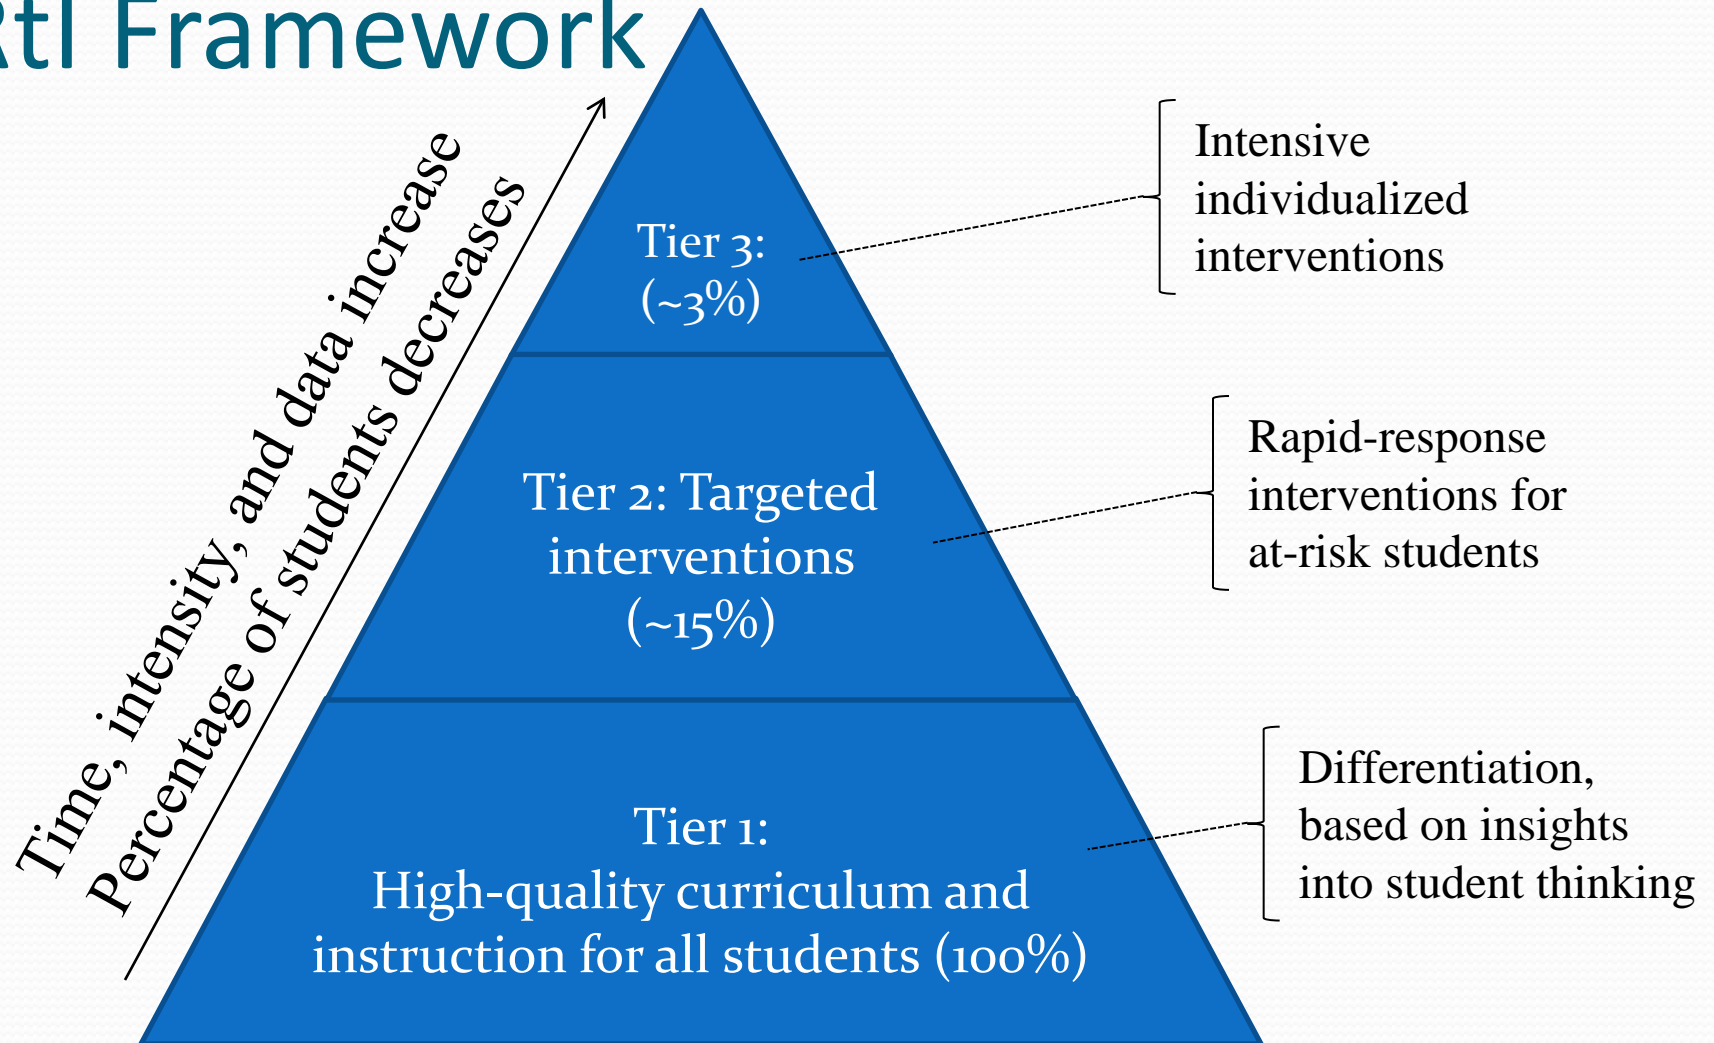 RtI Framework
Time, intensity, and data increase
Percentage of students decreases
Tier 3:
(~3%)
Intensive
individualized
interventions
Tier 2: Targeted
interventions
(~15%)
Rapid-response
interventions for
at-risk students
Tier 1:
High-quality curriculum and
instruction for all students (100%)
Differentiation,
based on insights
into student thinking